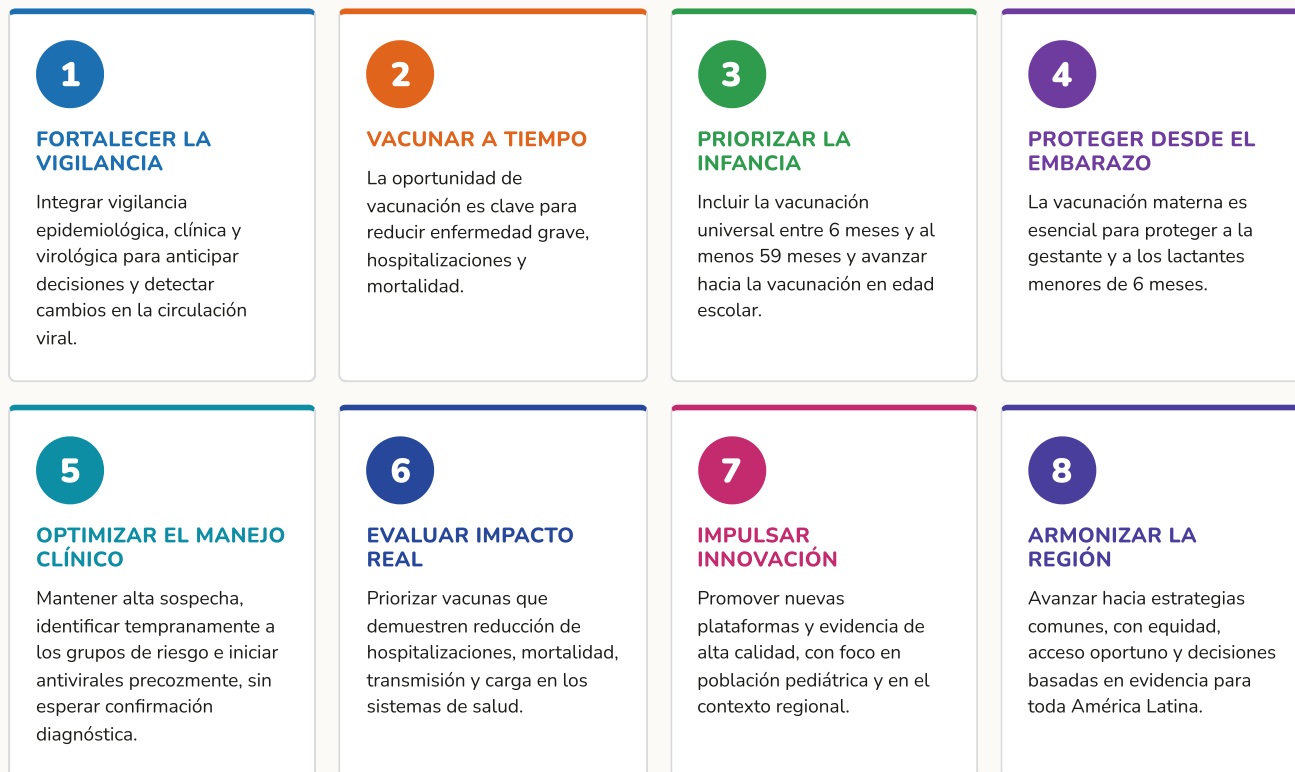 1
FORTALECER LA
VIGILANCIA
Integrar vigilancia
epidemiológica, clínica y
virológica para anticipar
decisiones y detectar
cambios en la circulación
viral.
2
VACUNAR A TIEMPO
La oportunidad de
vacunación es clave para
reducir enfermedad grave,
hospitalizaciones y
mortalidad.
3
PRIORIZAR LA
INFANCIA
Incluir la vacunación
universal entre 6 meses y al
menos 59 meses y avanzar
hacia la vacunación en edad
escolar.
4
PROTEGER DESDE EL
EMBARAZO
La vacunación materna es
esencial para proteger a la
gestante y a los lactantes
menores de 6 meses.
5
OPTIMIZAR EL MANEJO
CLÍNICO
Mantener alta sospecha,
identificar tempranamente a
los grupos de riesgo e iniciar
antivirales precozmente, sin
esperar confirmación
diagnóstica.
6
EVALUAR IMPACTO
REAL
Priorizar vacunas que
demuestren reducción de
hospitalizaciones, mortalidad,
transmisión y carga en los
sistemas de salud.
7
IMPULSAR
INNOVACIÓN
Promover nuevas
plataformas y evidencia de
alta calidad, con foco en
población pediátrica y en el
contexto regional.
8
ARMONIZAR LA
REGIÓN
Avanzar hacia estrategias
comunes, con equidad,
acceso oportuno y decisiones
basadas en evidencia para
toda América Latina.